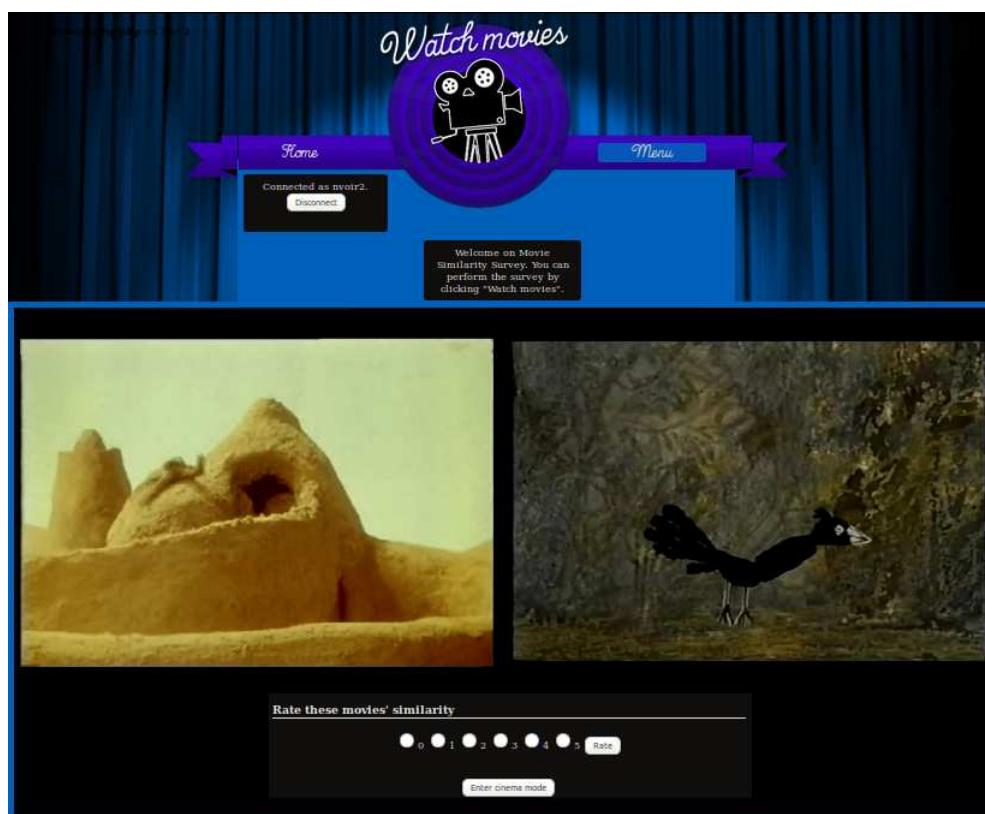 Watch movies
Home
Menu
Connected as nvoir2.
Disconnect
Welcome on Movie
Similarity Survey. You can
perform the survey by
clicking "Watch movies".
Rate these movies' similarity
0 1 2 3 4 5 Rate
Enter cinema mode